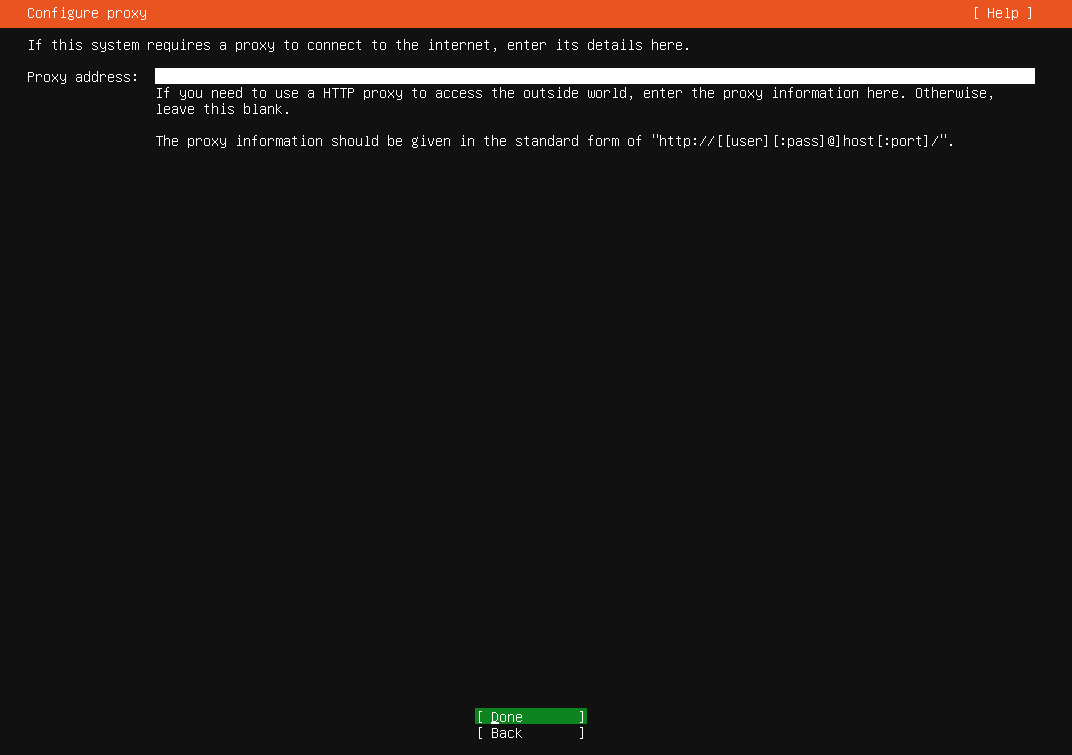 Configure proxy [ Help ]
If this system requires a proxy to connect to the internet, enter its details here.
Proxy address:
If you need to use a HTTP proxy to access the outside world, enter the proxy information here. Otherwise,
leave this blank.
The proxy information should be given in the standard form of "http://[[user][:pass]@]host[:port]/".
[ Done ]
[ Back ]